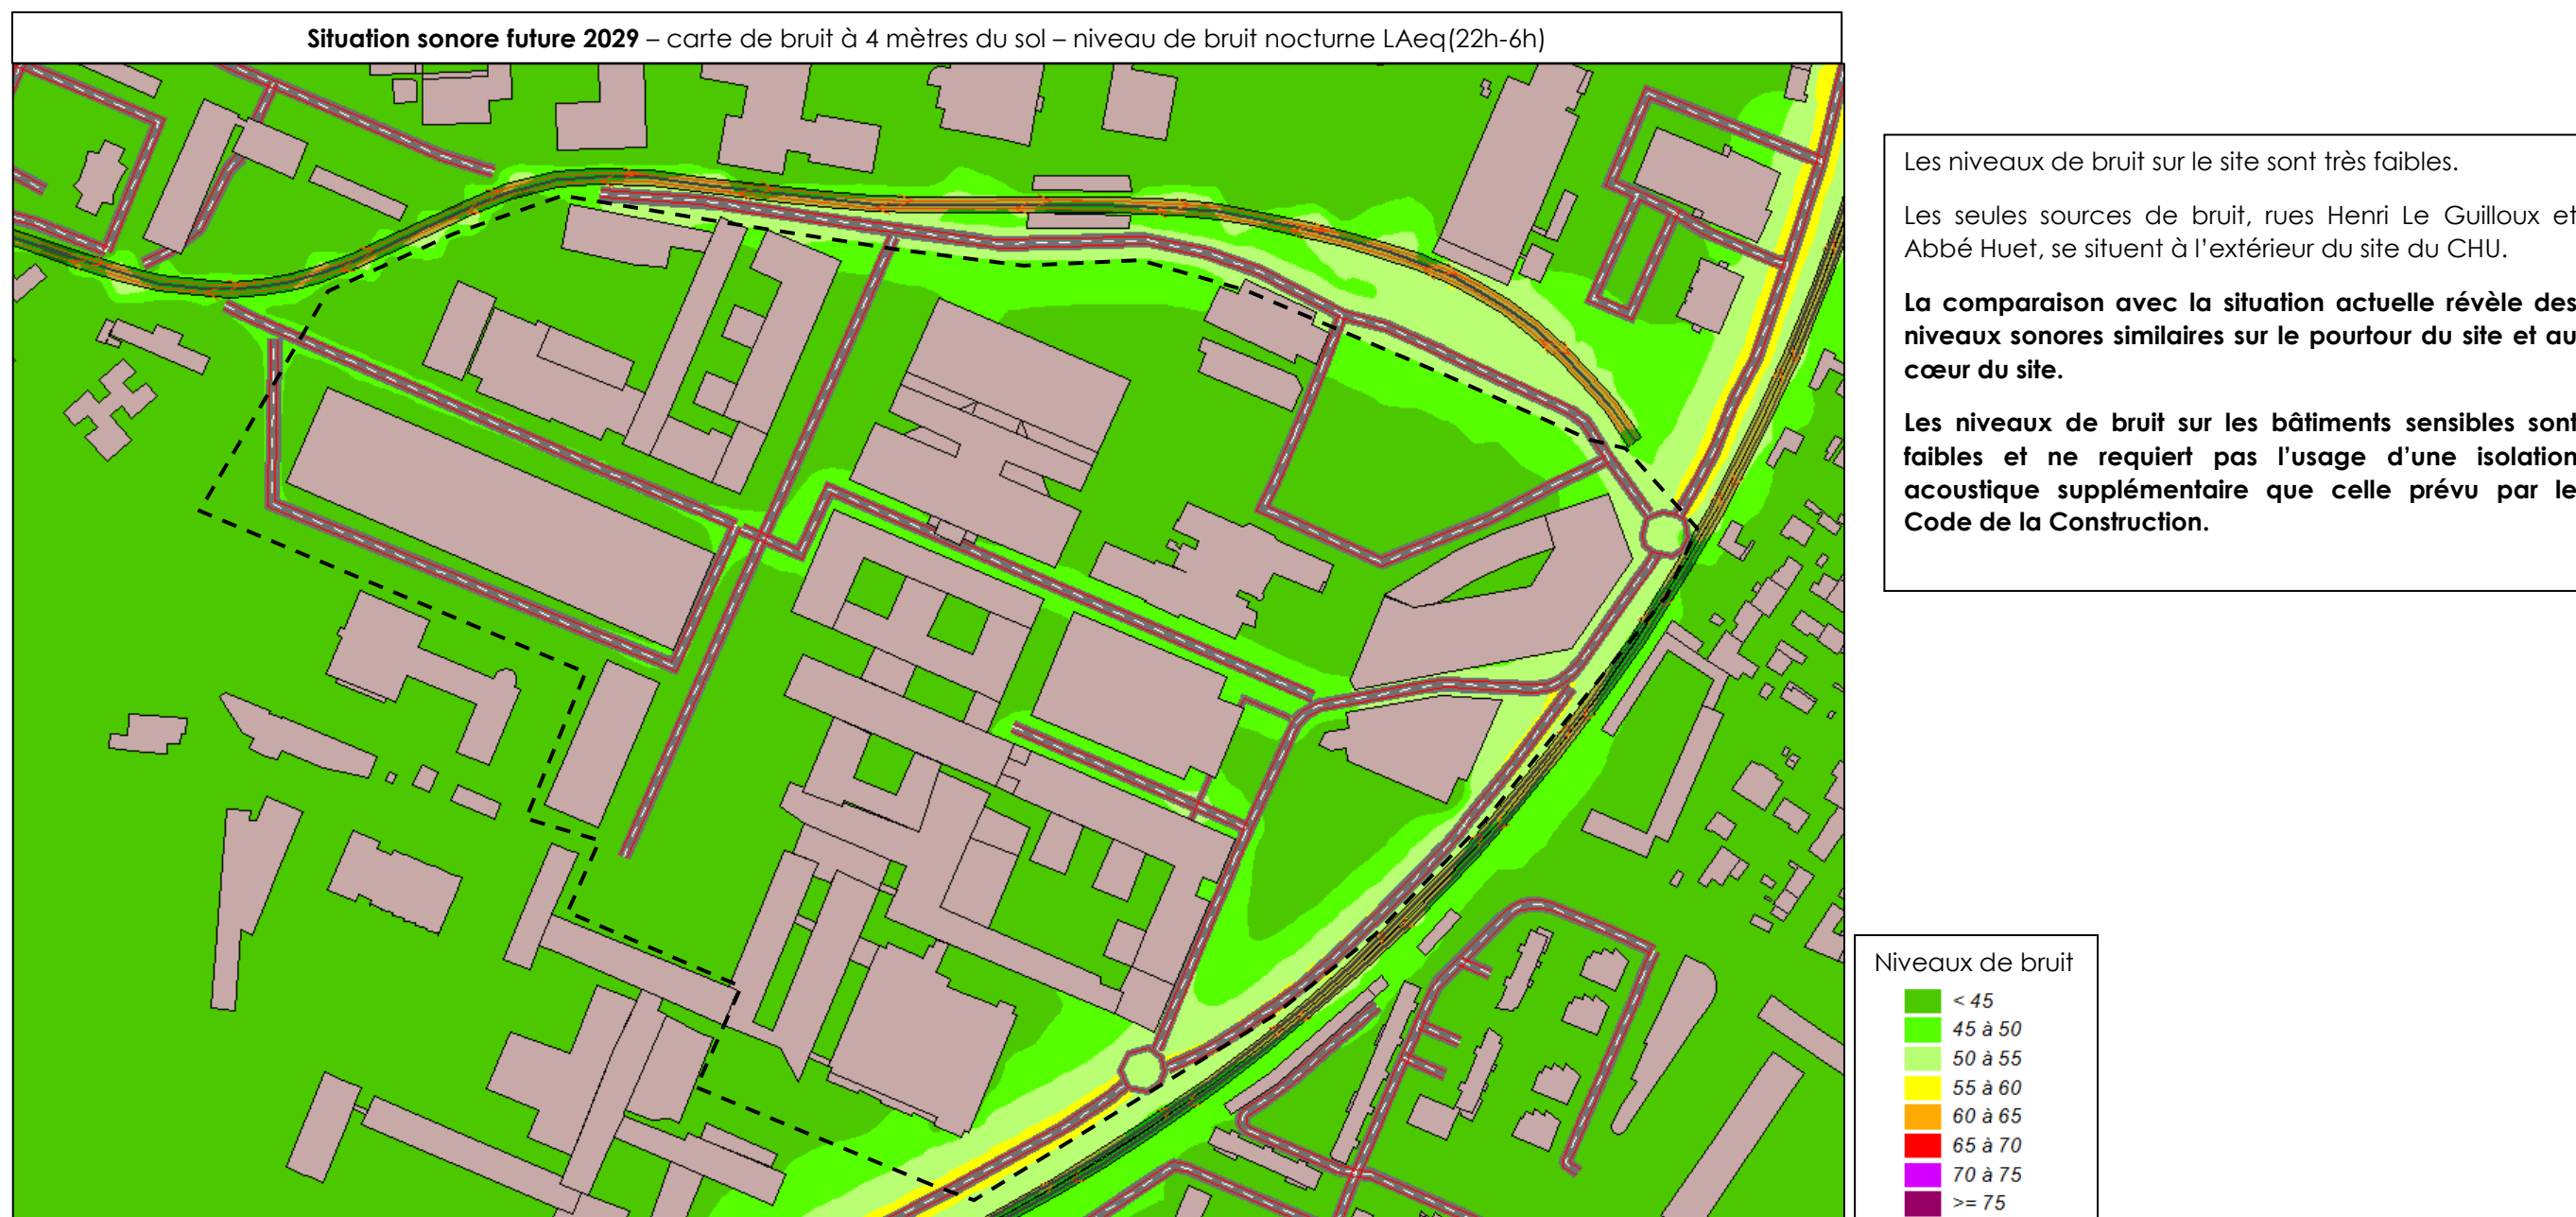 Situation sonore future 2029 – carte de bruit à 4 mètres du sol – niveau de bruit nocturne LAeq(22h-6h)
Les niveaux de bruit sur le site sont très faibles.
Les seules sources de bruit, rues Henri Le Guilloux et
Abbé Huet, se situent à l’extérieur du site du CHU.
La comparaison avec la situation actuelle révèle des
niveaux sonores similaires sur le pourtour du site et au
cœur du site.
Les niveaux de bruit sur les bâtiments sensibles sont
faibles et ne requiert pas l’usage d’une isolation
acoustique supplémentaire que celle prévu par le
Code de la Construction.
Niveaux de bruit
< 45
45 à 50
50 à 55
55 à 60
60 à 65
65 à 70
70 à 75
>= 75